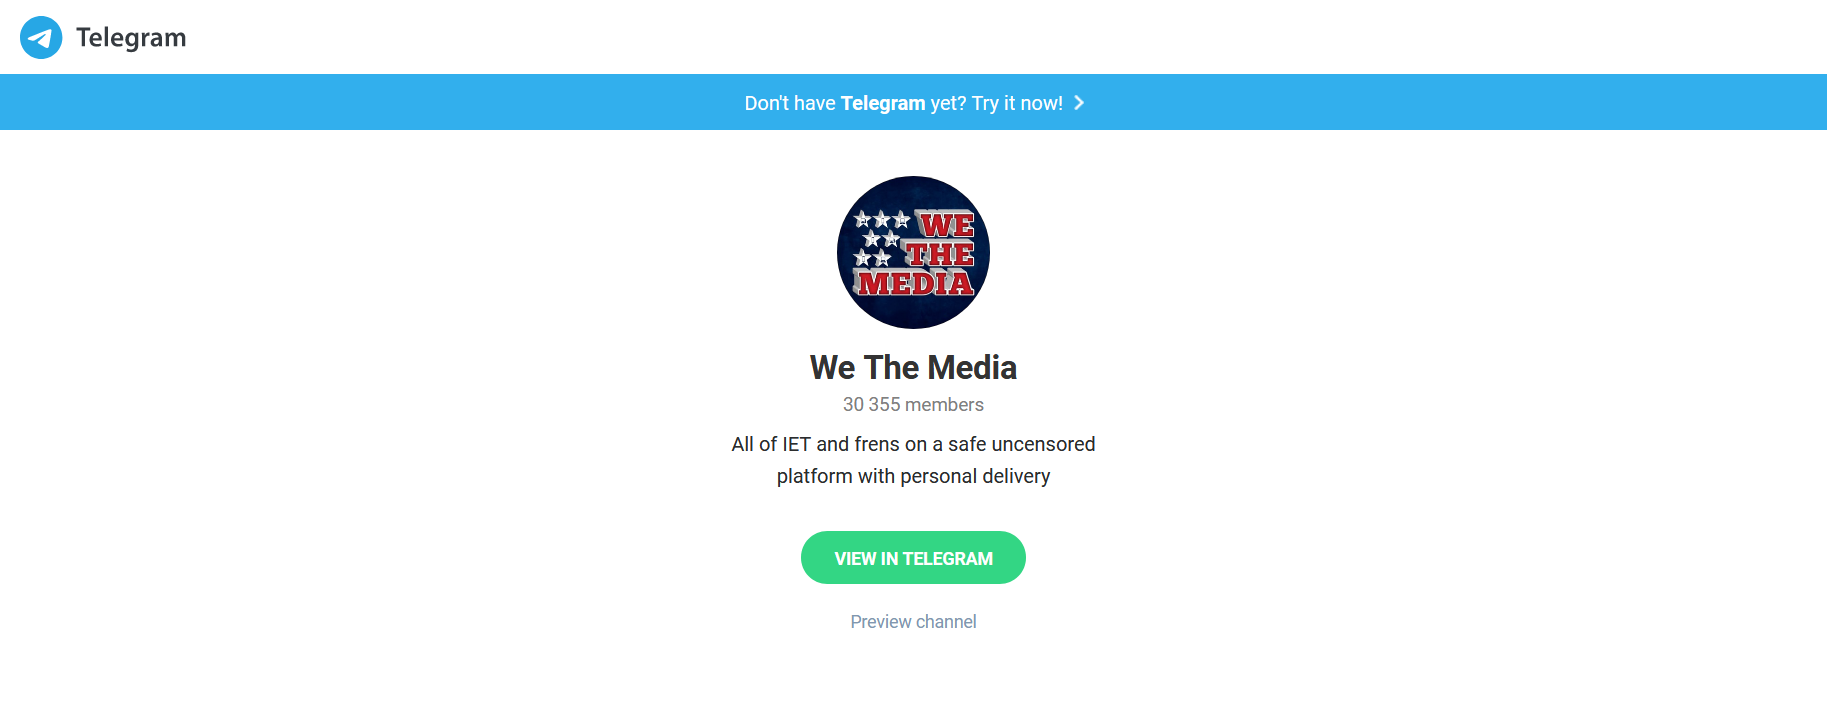 Telegram
Don't have Telegram yet? Try it now!
WE
THE
MEDIA
We The Media
30 355 members
All of IET and frens on a safe uncensored
platform with personal delivery
VIEW IN TELEGRAM
Preview channel